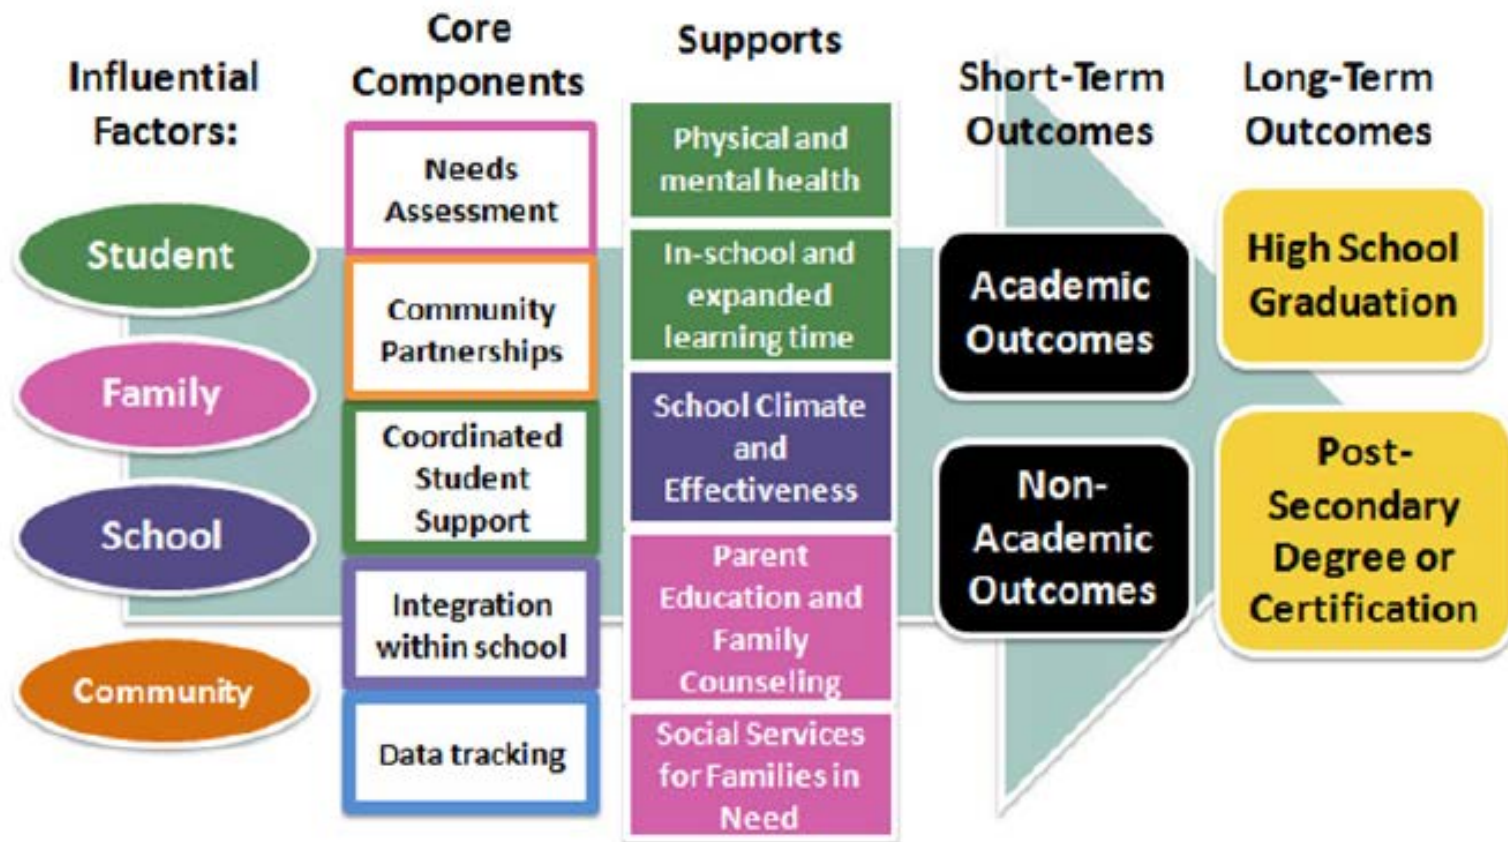 Influential
Factors:
Student
Family
School
Community
Core
Components
Needs
Assessment
Community
Partnerships
Coordinated
Student
Support
Integration
within school
Data tracking
Supports
Physical and
mental health
In-school and
expanded
learning time
School Climate
and
Effectiveness
Parent
Education and
Family
Counseling
Social Services
for Families in
Need
Short-Term
Outcomes
Academic
Outcomes
Non-
Academic
Outcomes
Long-Term
Outcomes
High School
Graduation
Post-
Secondary
Degree or
Certification